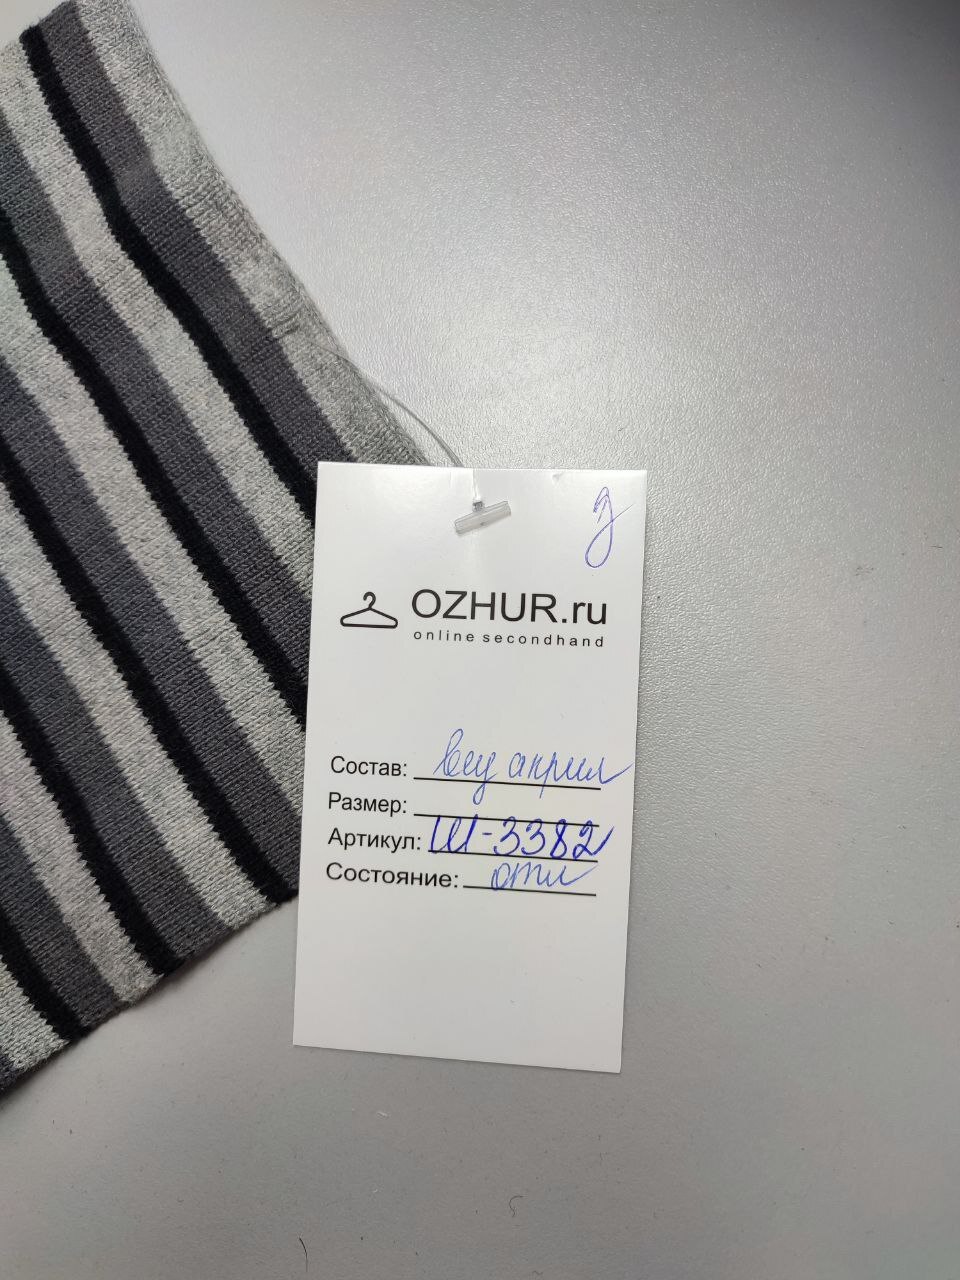 OZHUR.ru
online secondhand
Состав: акрил
Размер:
Артикул: Ш-3382
Состояние: отл